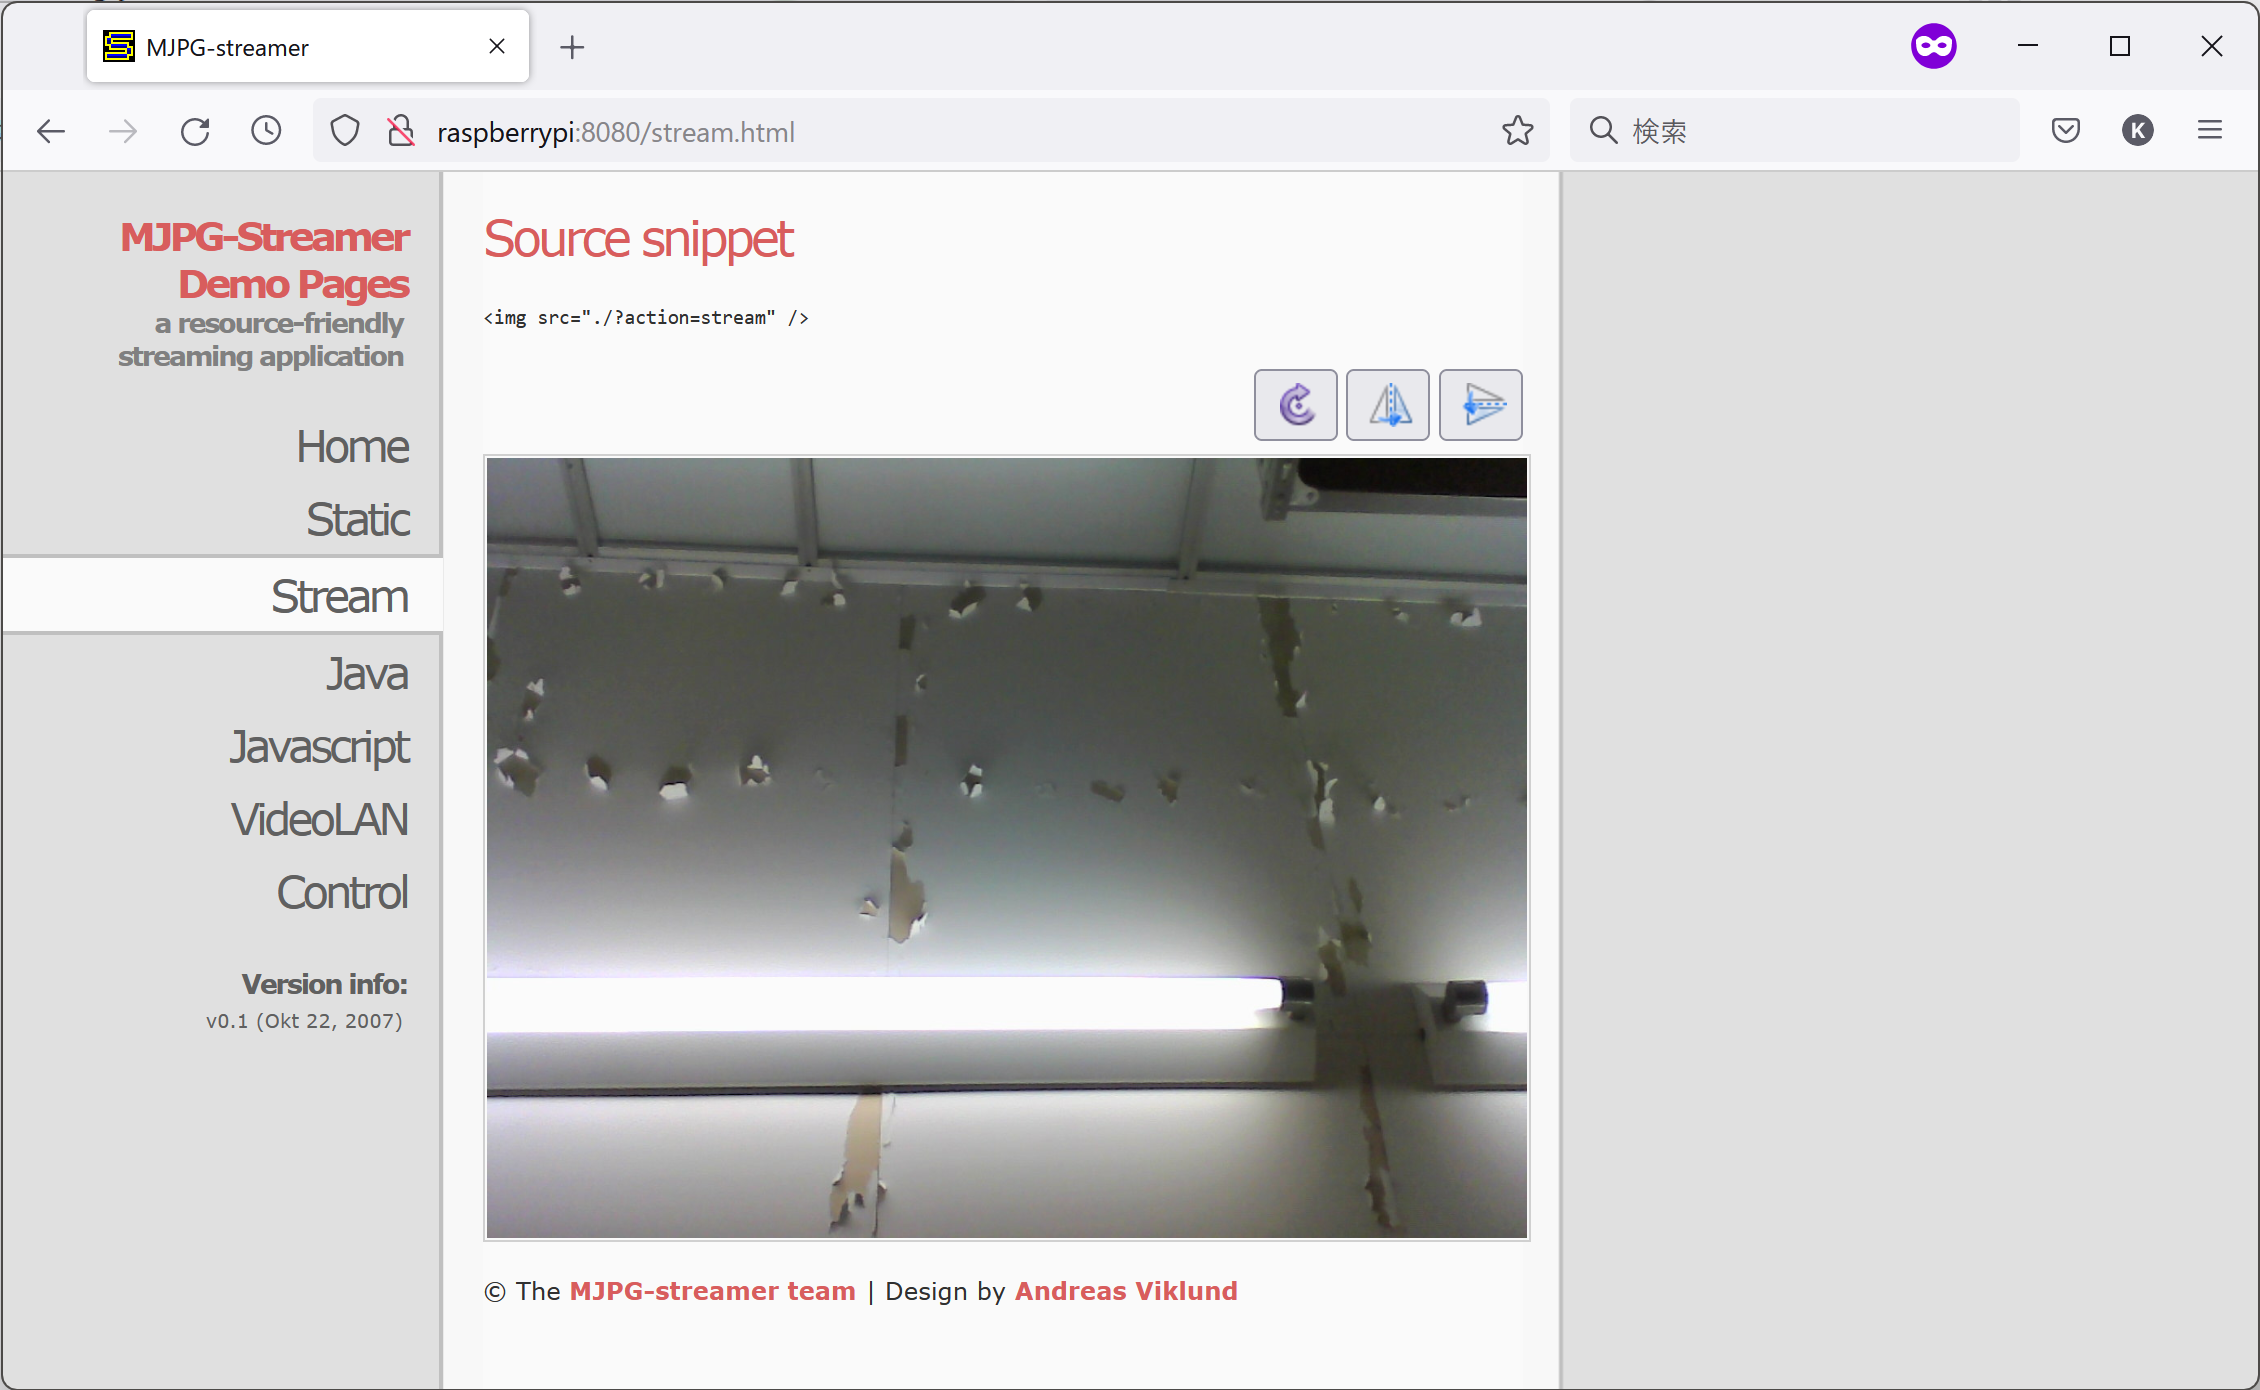 MJPG-streamer
raspberrypi:8080/stream.html
検索
K
MJPG-Streamer
Demo Pages
a resource-friendly
streaming application
Home
Static
Stream
Java
Javascript
VideoLAN
Control
Version info:
v0.1 (Okt 22, 2007)
Source snippet
<img src="./?action=stream" />
© The MJPG-streamer team | Design by Andreas Viklund